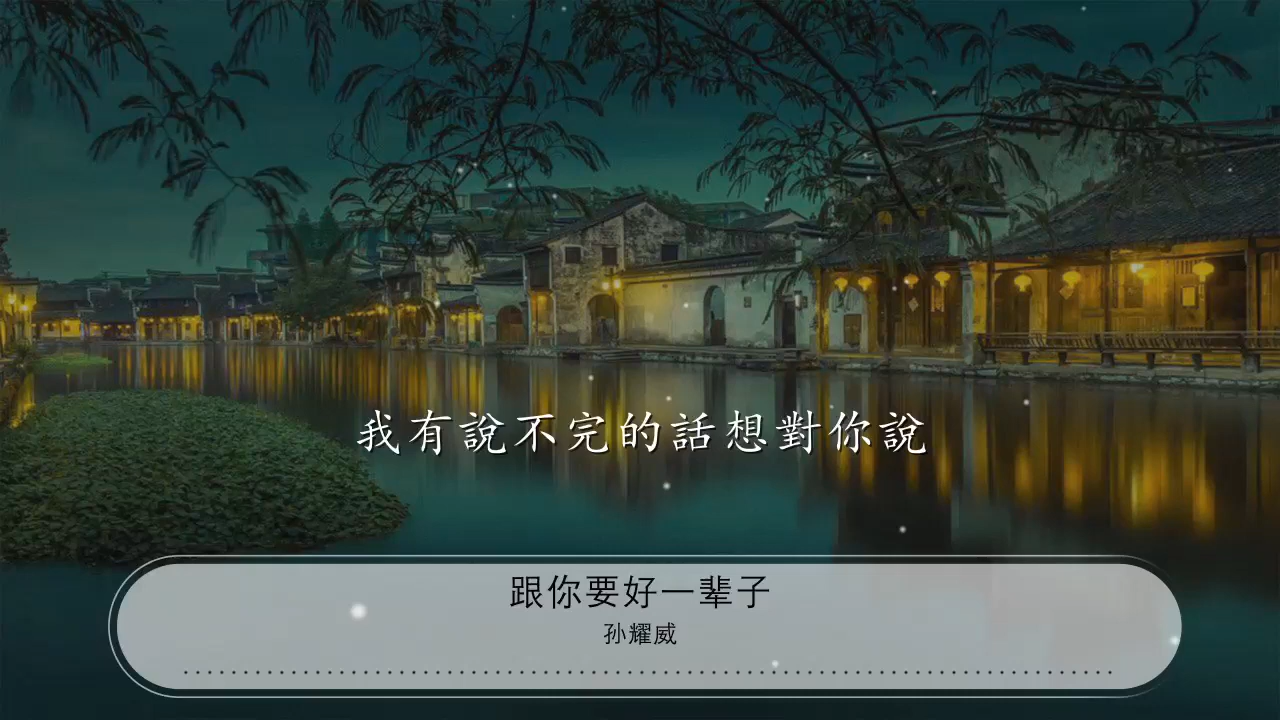 我有說不完的話想對你說
跟你要好一辈子
孙耀威